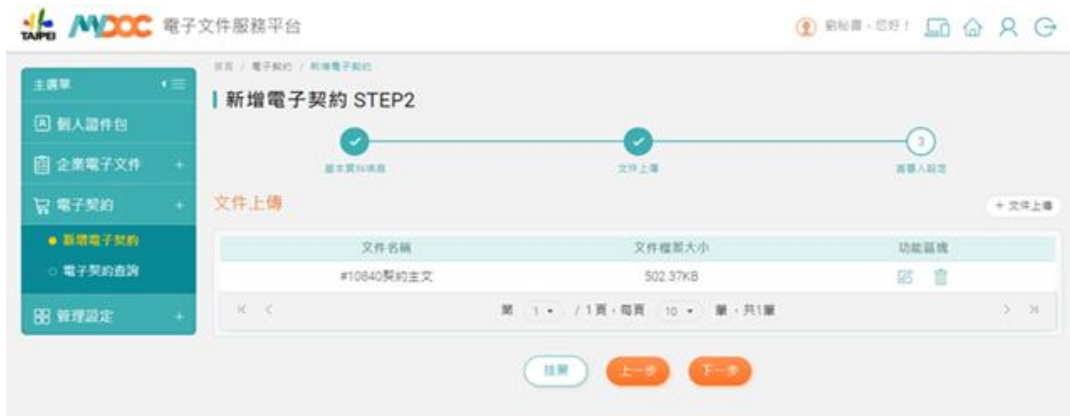 TAIPEI MYDOC 電子文件服務平台
劉秘書，您好！
首頁 / 電子契約 / 新增電子契約
主選單
新增電子契約 STEP2
個人證件包
企業電子文件 +
電子契約 +
新增電子契約
電子契約查詢
管理設定 +
基本資料填寫
文件上傳
3
簽署人設定
文件上傳
+ 文件上傳
文件名稱 文件檔案大小 功能區塊
#10840契約主文 502.37KB
第 1 / 1 頁，每頁 10 筆，共1筆
捨棄 上一步 下一步